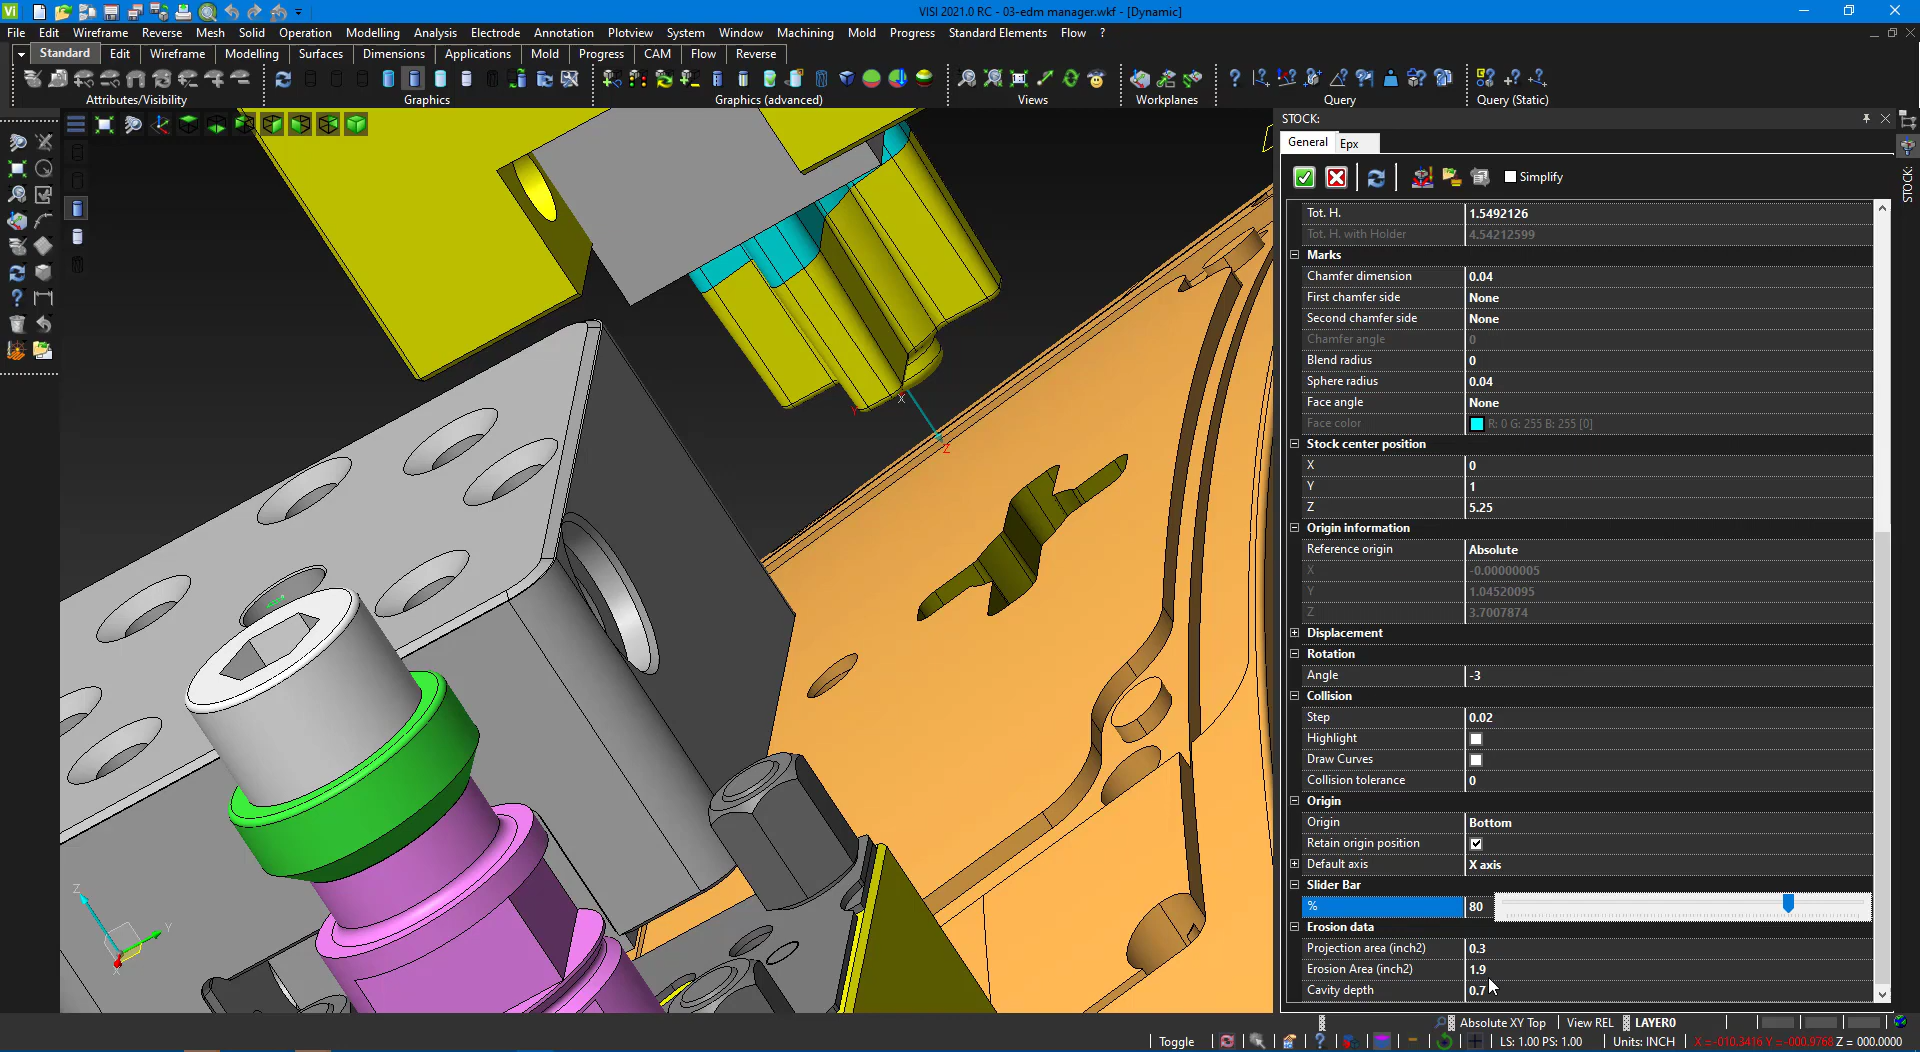 Vi
VISI 2021.0 RC - 03-edm manager.wkf - [Dynamic]
File Edit Wireframe Reverse Mesh Solid Operation Modelling Analysis Electrode Annotation Plotview System Window Machining Mold Progress Standard Elements Flow ?
Standard Edit Wireframe Modelling Surfaces Dimensions Applications Mold Progress CAM Flow Reverse
Attributes/Visibility Graphics Graphics (advanced) Views Workplanes Query Query (Static)
STOCK:
General Epx
Simplify
STOCK:
Tot. H. 1.5492126
Tot. H. with Holder 4.54212599
Marks
Chamfer dimension 0.04
First chamfer side None
Second chamfer side None
Chamfer angle 0
Blend radius 0
Sphere radius 0.04
Face angle None
Face color R: 0 G: 255 B: 255 [0]
Stock center position
X 0
Y 1
Z 5.25
Origin information
Reference origin Absolute
X -0.00000005
Y 1.04520095
Z 3.7007874
Displacement
Rotation
Angle -3
Collision
Step 0.02
Highlight
Draw Curves
Collision tolerance 0
Origin
Origin Bottom
Retain origin position
Default axis X axis
Slider Bar
% 80
Erosion data
Projection area (inch2) 0.3
Erosion Area (inch2) 1.9
Cavity depth 0.7
Y X
Z
Z
Y
X
Absolute XY Top View REL LAYER0
Toggle LS: 1.00 PS: 1.00 Units: INCH X = -010.3416 Y = -000.9768 Z = 000.0000